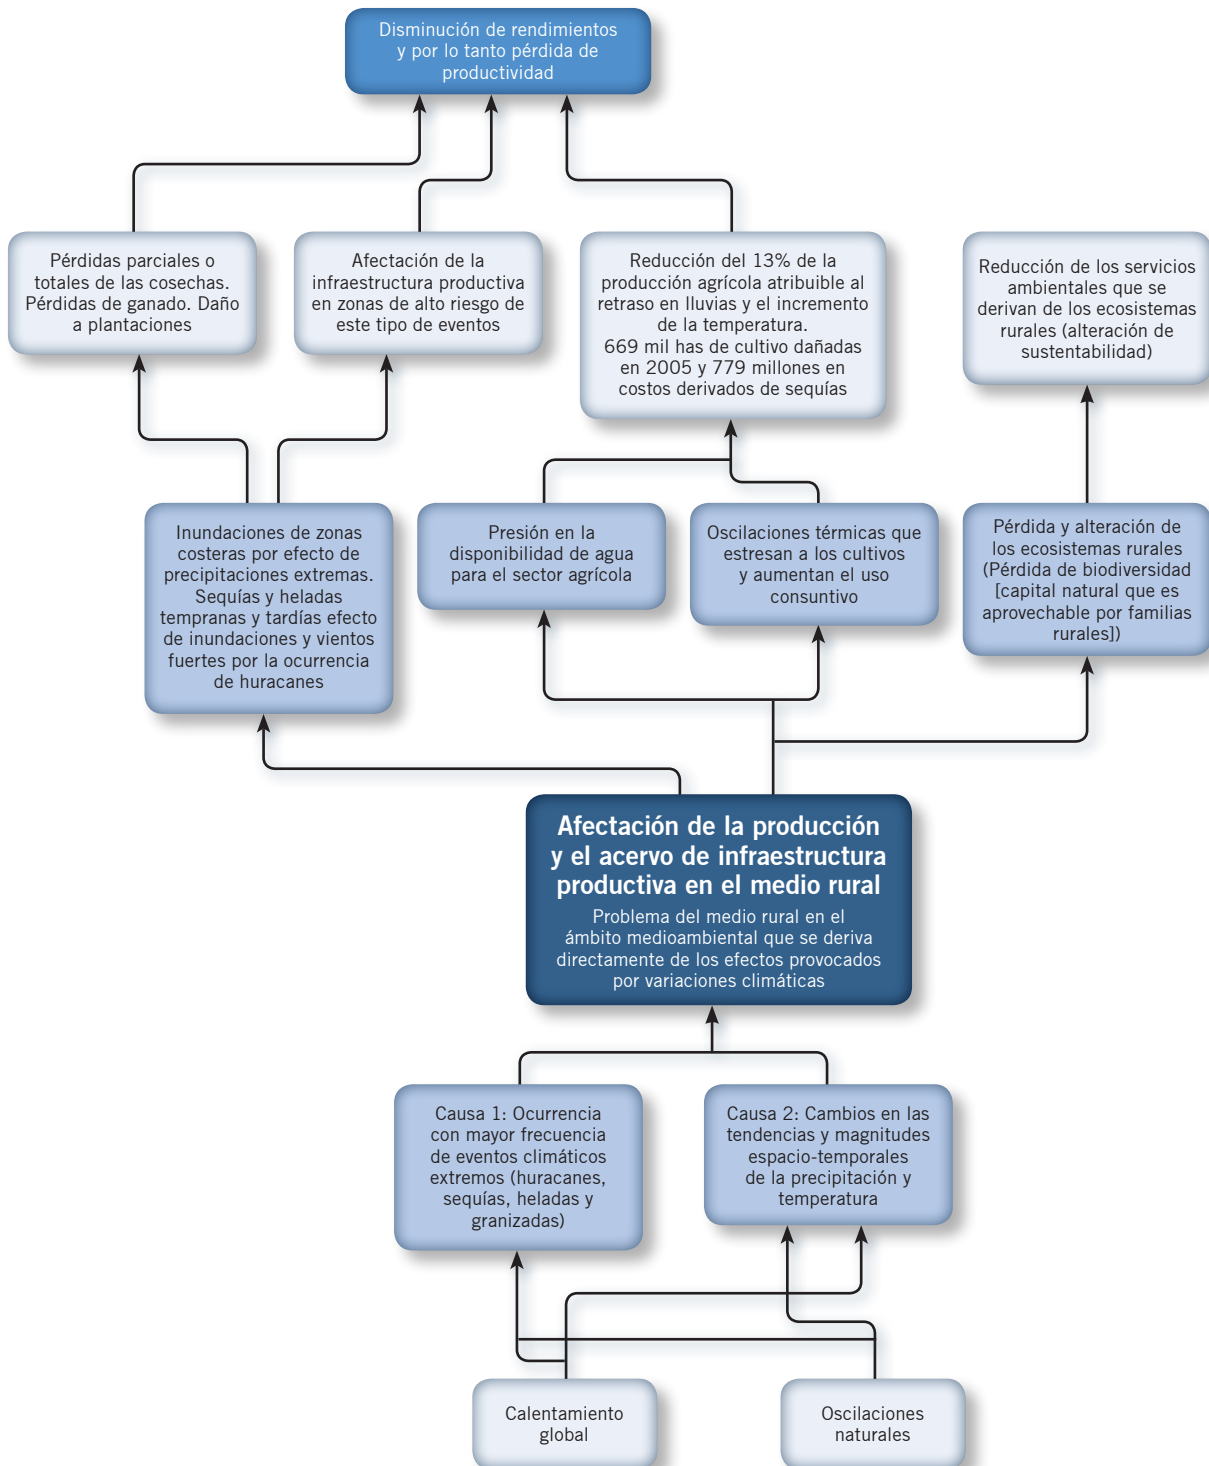 Disminución de rendimientos
y por lo tanto pérdida de
productividad
Pérdidas parciales o
totales de las cosechas.
Pérdidas de ganado. Daño
a plantaciones
Afectación de la
infraestructura productiva
en zonas de alto riesgo de
este tipo de eventos
Reducción del 13% de la
producción agrícola atribuible al
retraso en lluvias y el incremento
de la temperatura.
669 mil has de cultivo dañadas
en 2005 y 779 millones en
costos derivados de sequías
Reducción de los servicios
ambientales que se
derivan de los ecosistemas
rurales (alteración de
sustentabilidad)
Inundaciones de zonas
costeras por efecto de
precipitaciones extremas.
Sequías y heladas
tempranas y tardías efecto
de inundaciones y vientos
fuertes por la ocurrencia
de huracanes
Presión en la
disponibilidad de agua
para el sector agrícola
Oscilaciones térmicas que
estresan a los cultivos
y aumentan el uso
consuntivo
Pérdida y alteración de
los ecosistemas rurales
(Pérdida de biodiversidad
[capital natural que es
aprovechable por familias
rurales])
Afectación de la producción
y el acervo de infraestructura
productiva en el medio rural
Problema del medio rural en el
ámbito medioambiental que se deriva
directamente de los efectos provocados
por variaciones climáticas
Causa 1: Ocurrencia
con mayor frecuencia
de eventos climáticos
extremos (huracanes,
sequías, heladas y
granizadas)
Causa 2: Cambios en las
tendencias y magnitudes
espacio-temporales
de la precipitación y
temperatura
Calentamiento
global
Oscilaciones
naturales